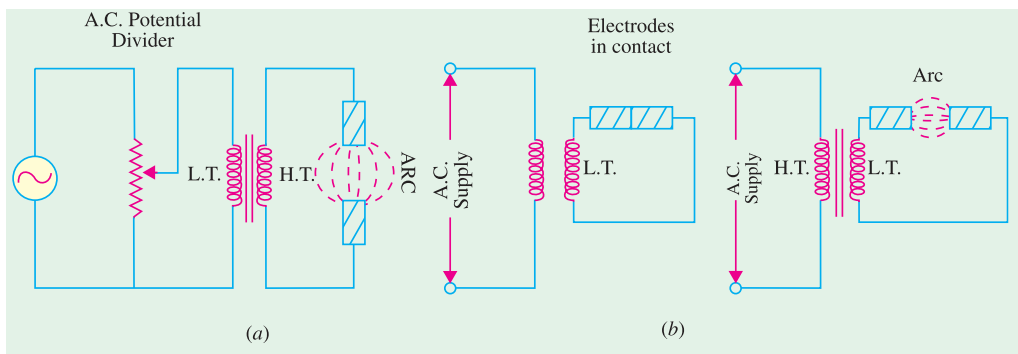 A.C. Potential
Divider
L.T.
H.T.
ARC
(a)
Electrodes
in contact
A.C.
Supply
L.T.
A.C.
Supply
H.T.
L.T.
Arc
(b)